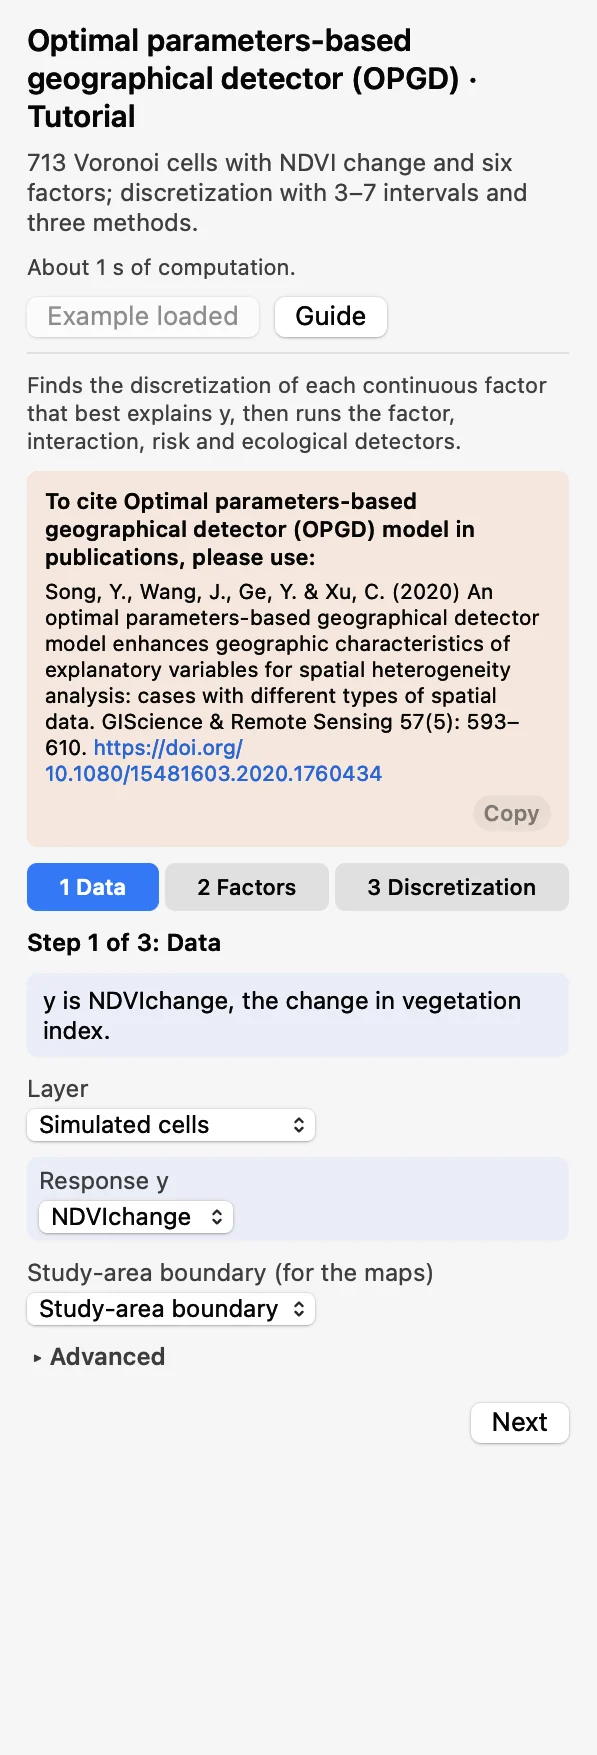 Optimal parameters-based
geographical detector (OPGD) ·
Tutorial
713 Voronoi cells with NDVI change and six
factors; discretization with 3–7 intervals and
three methods.
About 1 s of computation.
Example loaded
Guide
Finds the discretization of each continuous factor
that best explains y, then runs the factor,
interaction, risk and ecological detectors.
To cite Optimal parameters-based
geographical detector (OPGD) model in
publications, please use:
Song, Y., Wang, J., Ge, Y. & Xu, C. (2020) An
optimal parameters-based geographical detector
model enhances geographic characteristics of
explanatory variables for spatial heterogeneity
analysis: cases with different types of spatial
data. GIScience & Remote Sensing 57(5): 593–
610. https://doi.org/
10.1080/15481603.2020.1760434
Copy
1 Data
2 Factors
3 Discretization
Step 1 of 3: Data
y is NDVIchange, the change in vegetation
index.
Layer
Simulated cells
Response y
NDVIchange
Study-area boundary (for the maps)
Study-area boundary
Advanced
Next